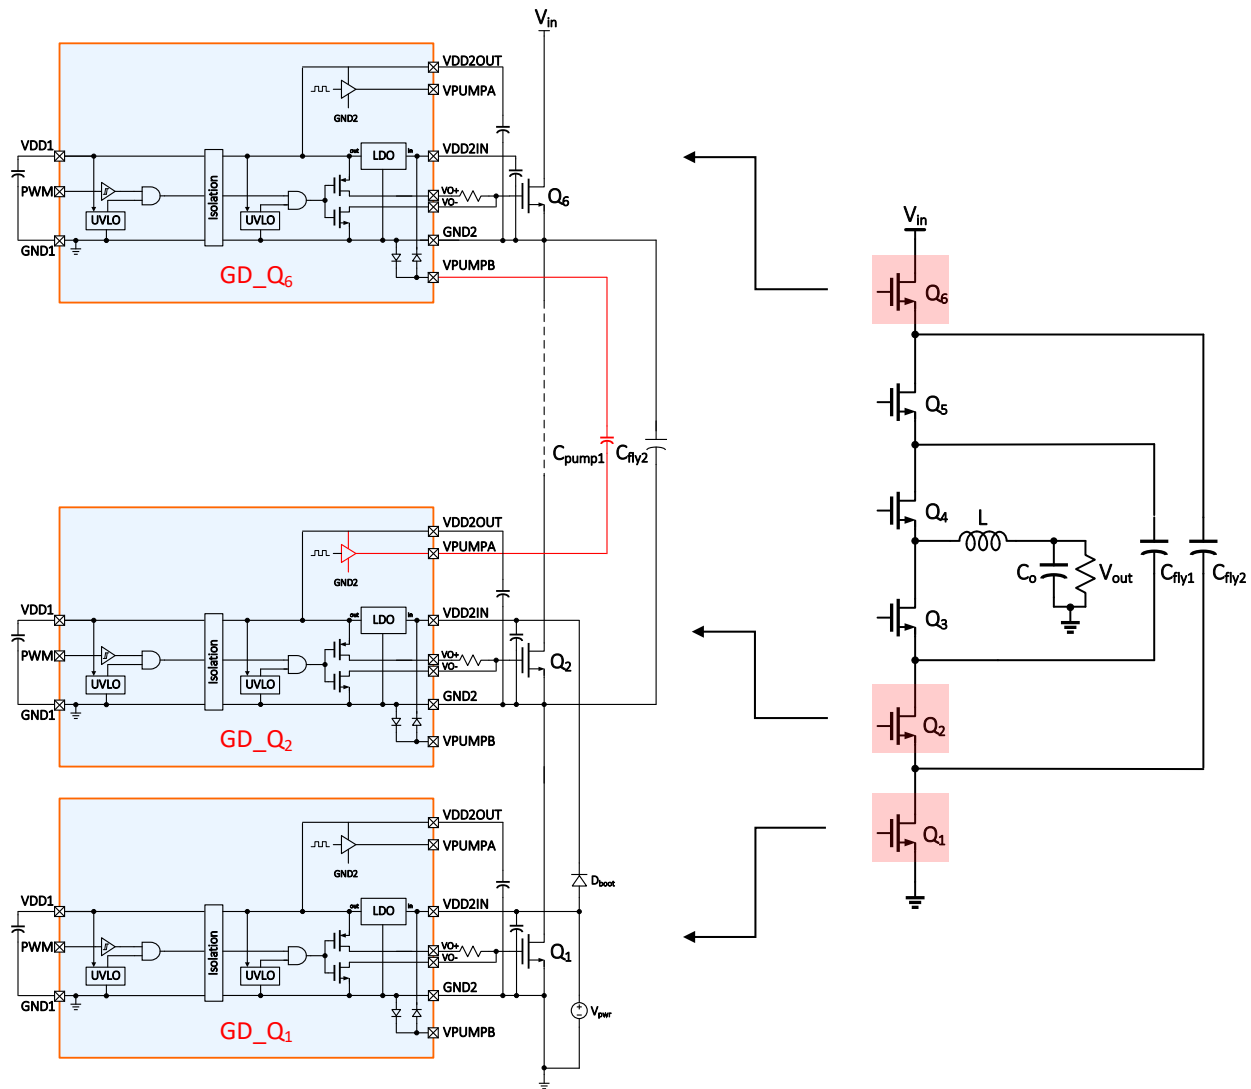 Vin
VDD2OUT
VPUMPA
GND2
VDD1
out
LDO
in
VDD2IN
PWM
Isolation
VO+
VO-
Q6
UVLO
UVLO
GND1
GND2
VPUMPB
GD_Q6
Cpump1
Cfly2
VDD2OUT
VPUMPA
GND2
VDD1
out
LDO
in
VDD2IN
PWM
Isolation
VO+
VO-
Q2
UVLO
UVLO
GND1
GND2
VPUMPB
GD_Q2
VDD2OUT
VPUMPA
GND2
Dboot
VDD1
out
LDO
in
VDD2IN
PWM
Isolation
VO+
VO-
Q1
UVLO
UVLO
GND1
GND2
Vpwr
VPUMPB
GD_Q1
Vin
Q6
Q5
Q4
L
Co
Vout
Cfly1
Cfly2
Q3
Q2
Q1